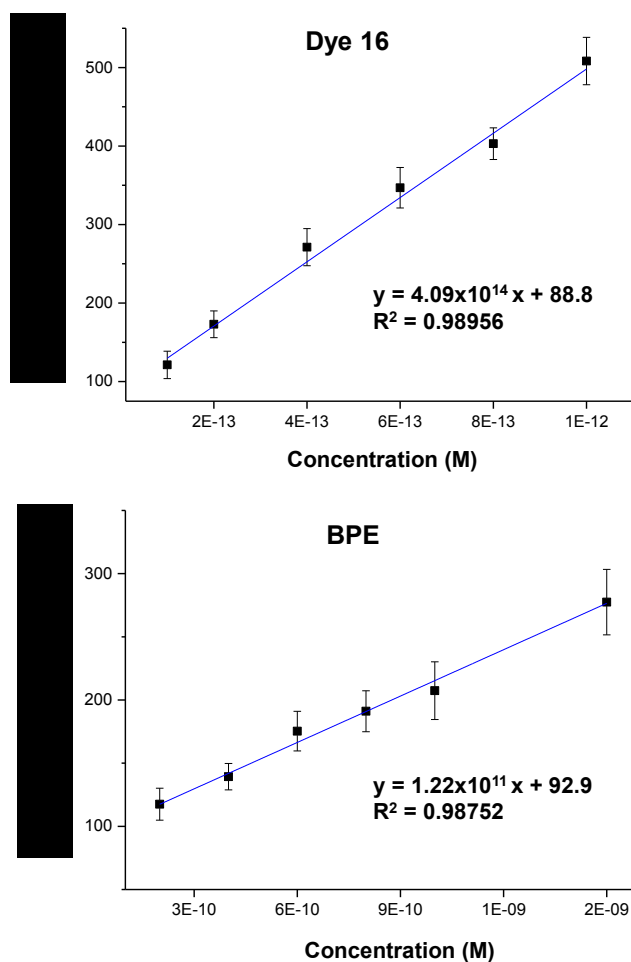 Dye 16
500
400
300
200
100
y = 4.09x10¹⁴ x + 88.8
R² = 0.98956
2E-13 4E-13 6E-13 8E-13 1E-12
Concentration (M)
BPE
300
200
100
y = 1.22x10¹¹ x + 92.9
R² = 0.98752
3E-10 6E-10 9E-10 1E-09 2E-09
Concentration (M)